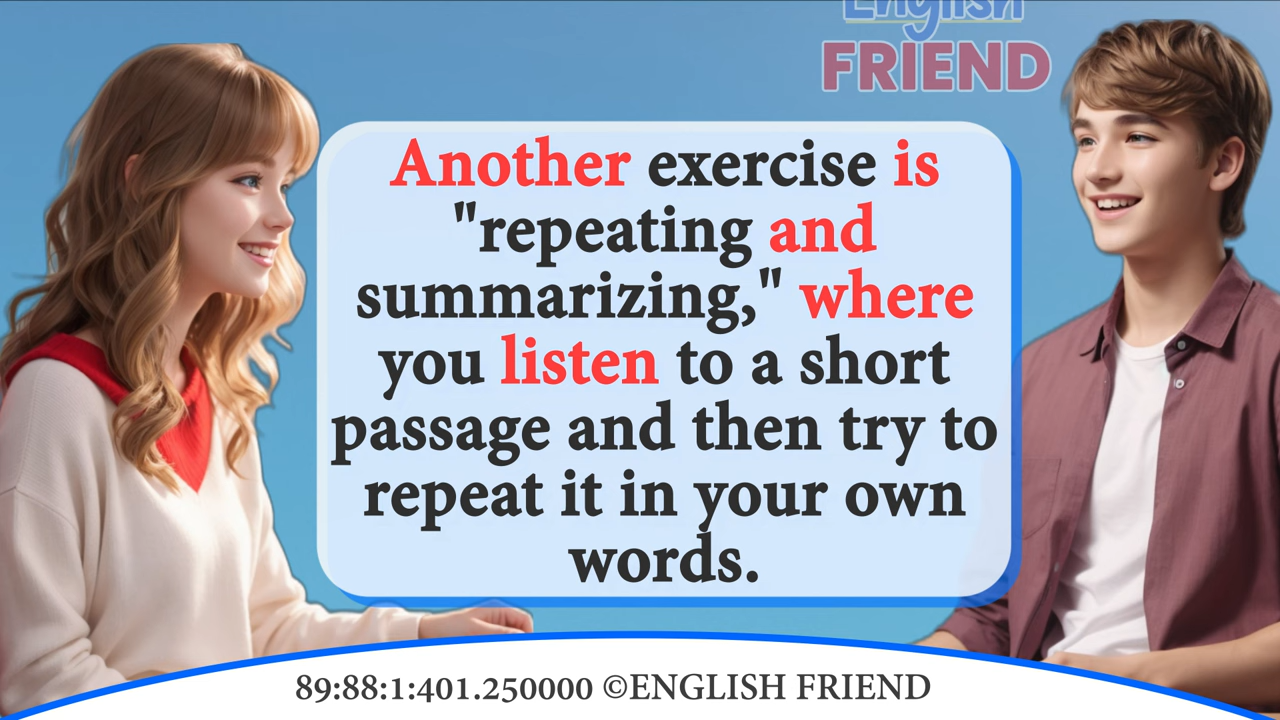 English
FRIEND
Another exercise is
"repeating and
summarizing," where
you listen to a short
passage and then try to
repeat it in your own
words.
89:88:1:401.250000 ©ENGLISH FRIEND